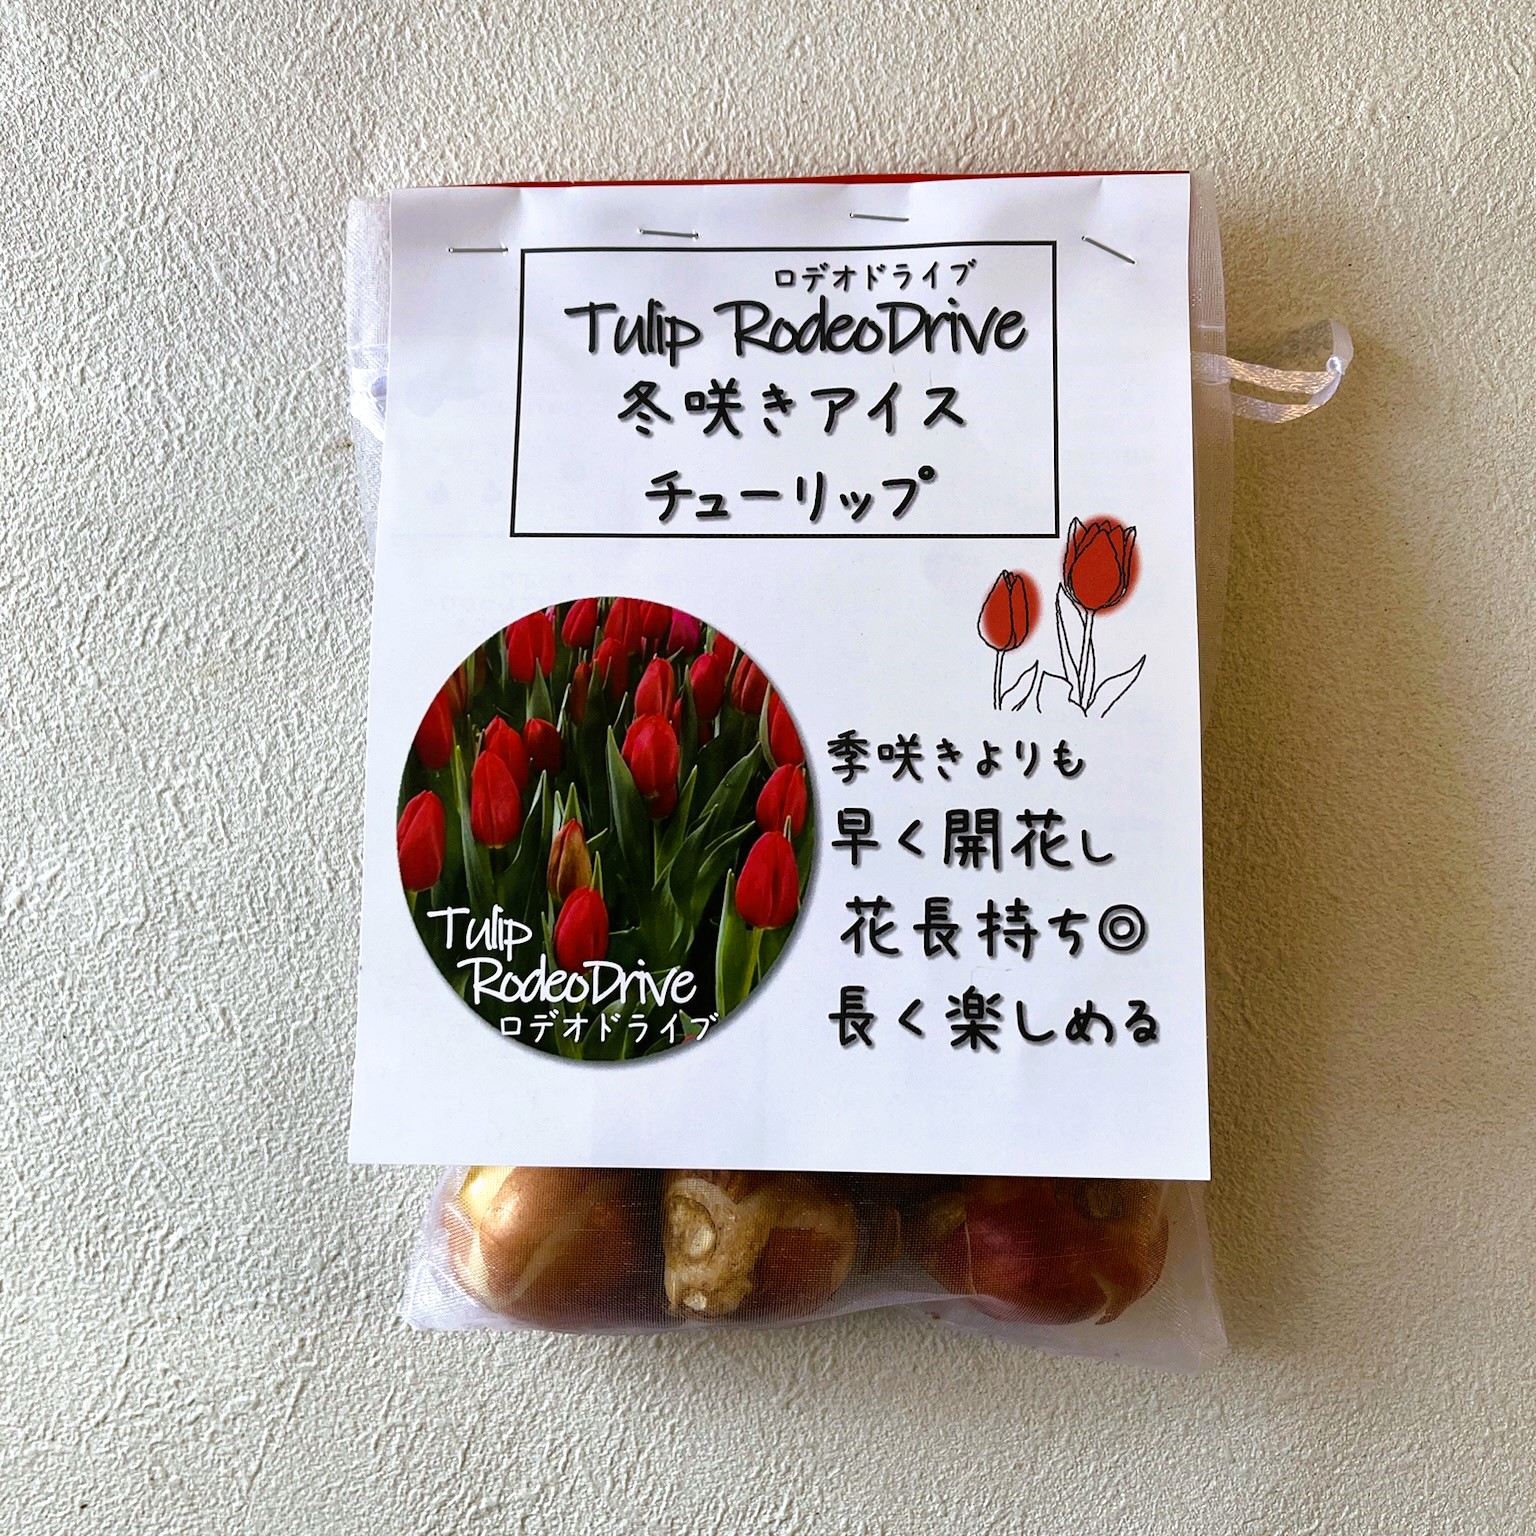 ロデオドライブ
Tulip RodeoDrive
冬咲きアイス
チューリップ
季咲きよりも
早く開花し
花長持ち◎
長く楽しめる
Tulip
RodeoDrive
ロデオドライブ